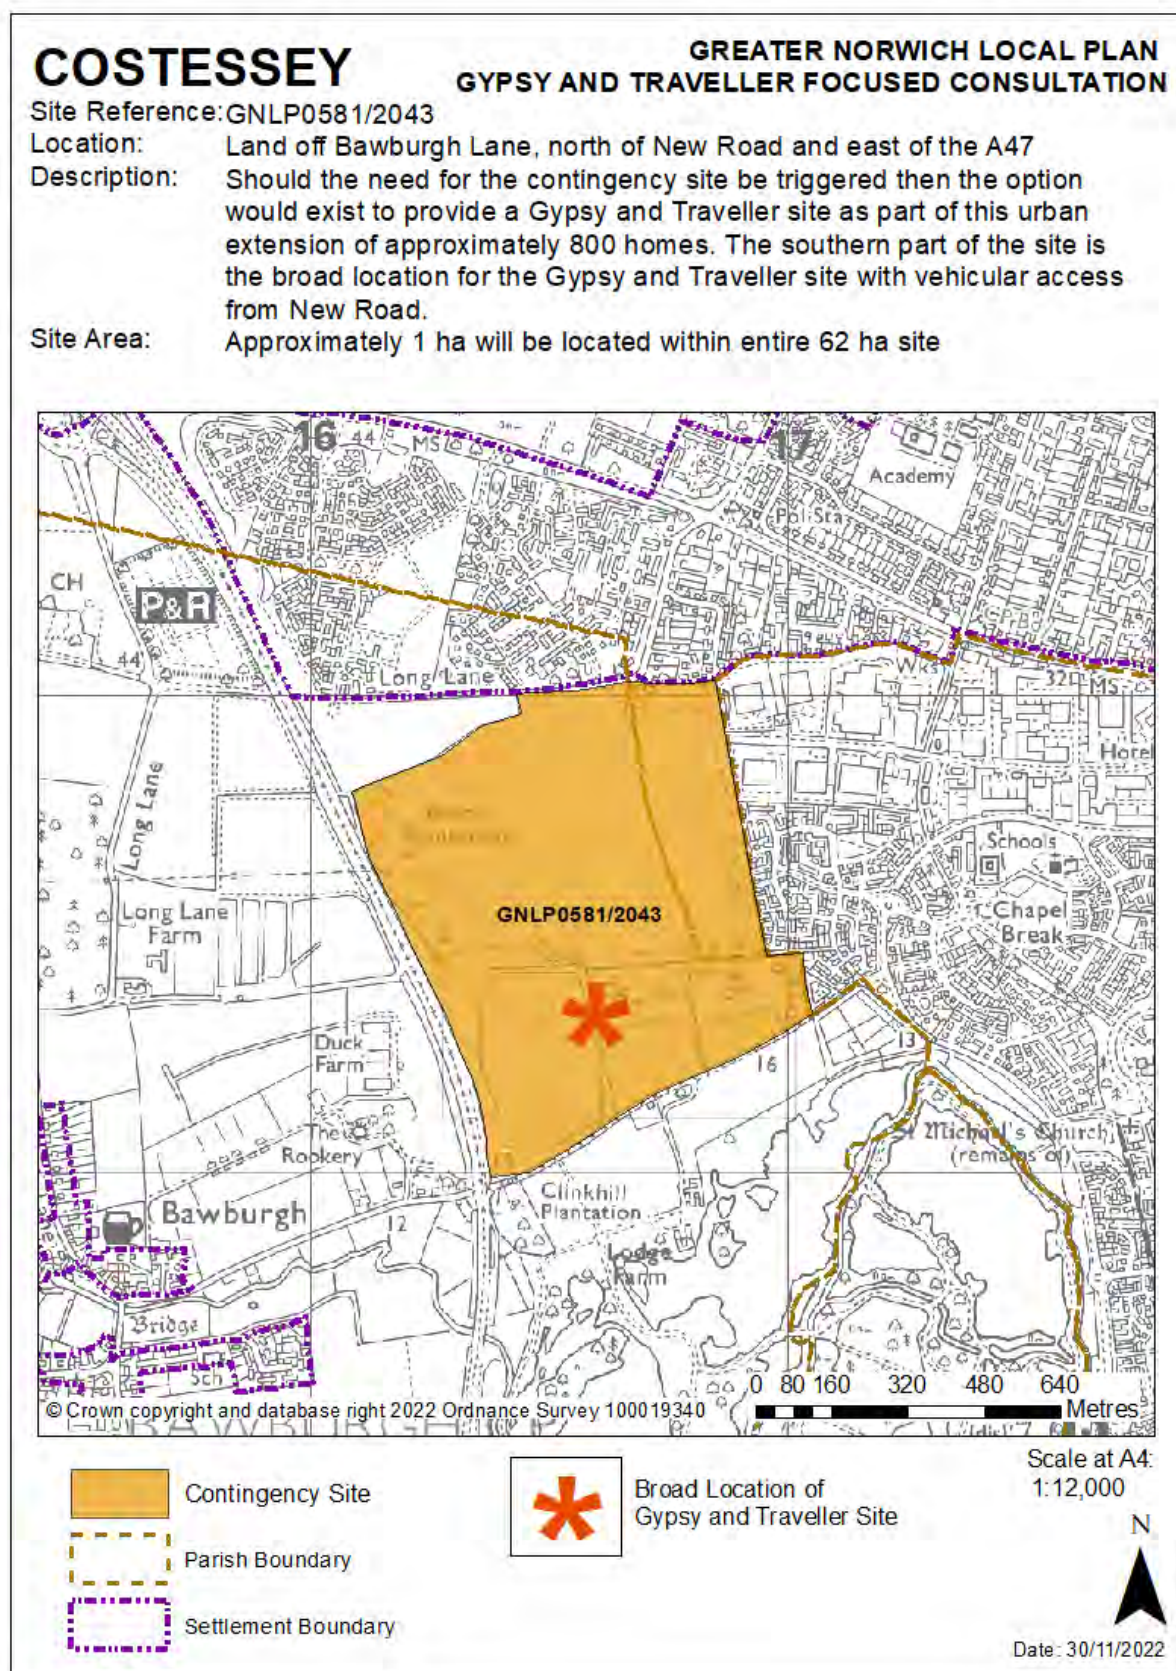 COSTESSEY
GREATER NORWICH LOCAL PLAN
GYPSY AND TRAVELLER FOCUSED CONSULTATION
Site Reference: GNLP0581/2043
Location: Land off Bawburgh Lane, north of New Road and east of the A47
Description: Should the need for the contingency site be triggered then the option
would exist to provide a Gypsy and Traveller site as part of this urban
extension of approximately 800 homes. The southern part of the site is
the broad location for the Gypsy and Traveller site with vehicular access
from New Road.
Site Area: Approximately 1 ha will be located within entire 62 ha site
16
44
MS
17
Academy
Pol Sta
CH
P&R
44
Long Lane
Wks
32
MS
Hotel
Long Lane
Schools
Long Lane
Farm
GNLP0581/2043
Chapel
Break
Duck
Farm
16
13
The
Rookery
St Michael's Church
(remains of)
Bawburgh
12
Clinkhill
Plantation
Lodge
Farm
Bridge
Sch
0 80 160 320 480 640
Metres
© Crown copyright and database right 2022 Ordnance Survey 100019340
BAWBURGH CP
Contingency Site
Parish Boundary
Settlement Boundary
Broad Location of
Gypsy and Traveller Site
Scale at A4:
1:12,000
N
Date: 30/11/2022